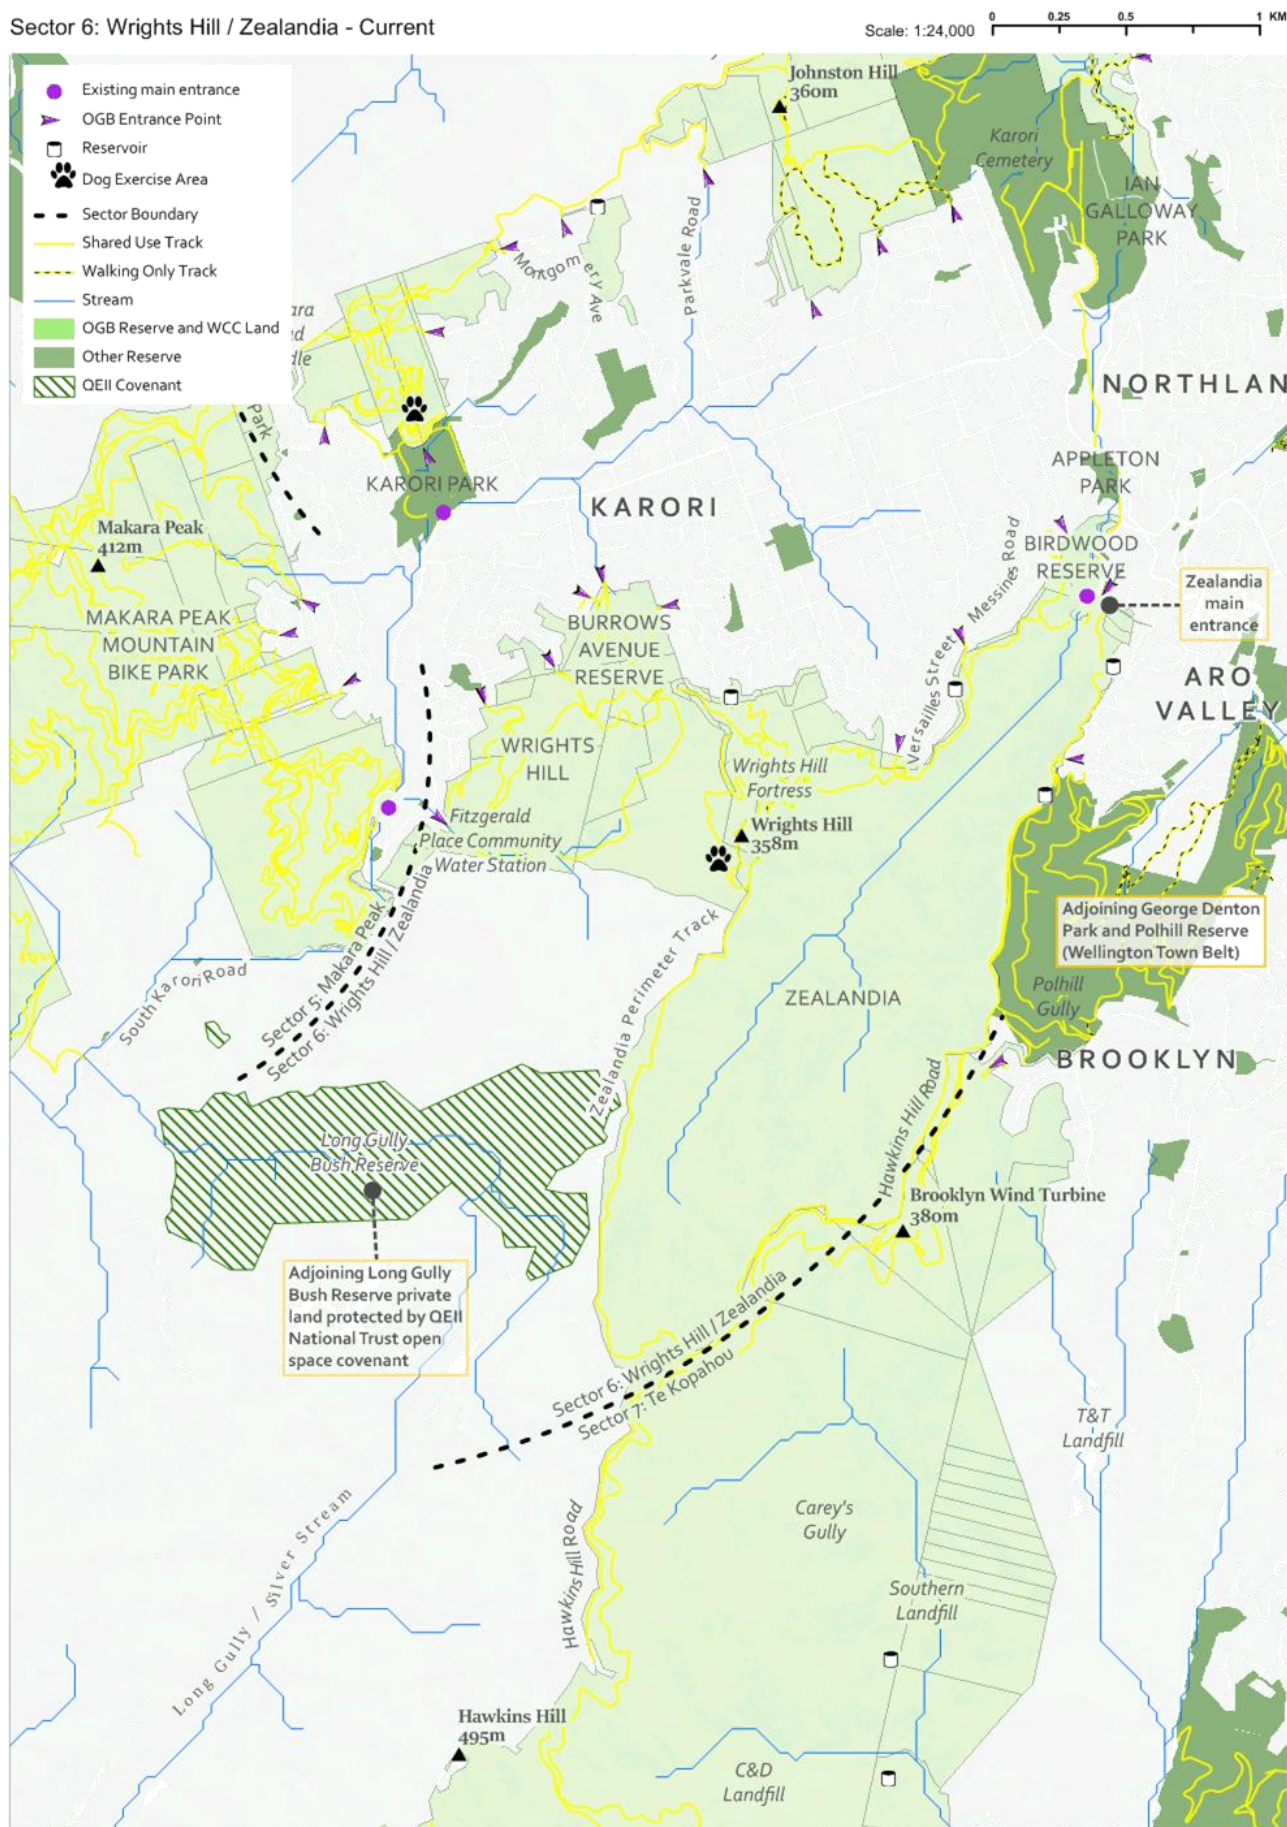 Sector 6: Wrights Hill / Zealandia - Current
Scale: 1:24,000
0 0.25 0.5 1 KM
Existing main entrance
OGB Entrance Point
Reservoir
Dog Exercise Area
Sector Boundary
Shared Use Track
Walking Only Track
Stream
OGB Reserve and WCC Land
Other Reserve
QEII Covenant
Johnston Hill
360m
Karori
Cemetery
IAN
GALLOWAY
PARK
Parkvale Road
Montgomery Ave
ara
Park
NORTHLAN
APPLETON
PARK
KARORI PARK
KARORI
Makara Peak
412m
BIRDWOOD
RESERVE
Zealandia
main
entrance
Messines Road
Versailles Street
MAKARA PEAK
MOUNTAIN
BIKE PARK
BURROWS
AVENUE
RESERVE
ARO
VALLEY
WRIGHTS
HILL
Wrights Hill
Fortress
Wrights Hill
358m
Fitzgerald
Place Community
Water Station
Adjoining George Denton
Park and Polhill Reserve
(Wellington Town Belt)
South Karori Road
Sector 5: Makara Peak
Sector 6: Wrights Hill / Zealandia
Zealandia Perimeter Track
ZEALANDIA
Polhill
Gully
BROOKLYN
Hawkins Hill Road
Long Gully
Bush Reserve
Brooklyn Wind Turbine
380m
Adjoining Long Gully
Bush Reserve private
land protected by QEII
National Trust open
space covenant
Sector 6: Wrights Hill / Zealandia
Sector 7: Te Kopahou
T&T
Landfill
Carey's
Gully
Long Gully / Silver Stream
Hawkins Hill Road
Southern
Landfill
Hawkins Hill
495m
C&D
Landfill